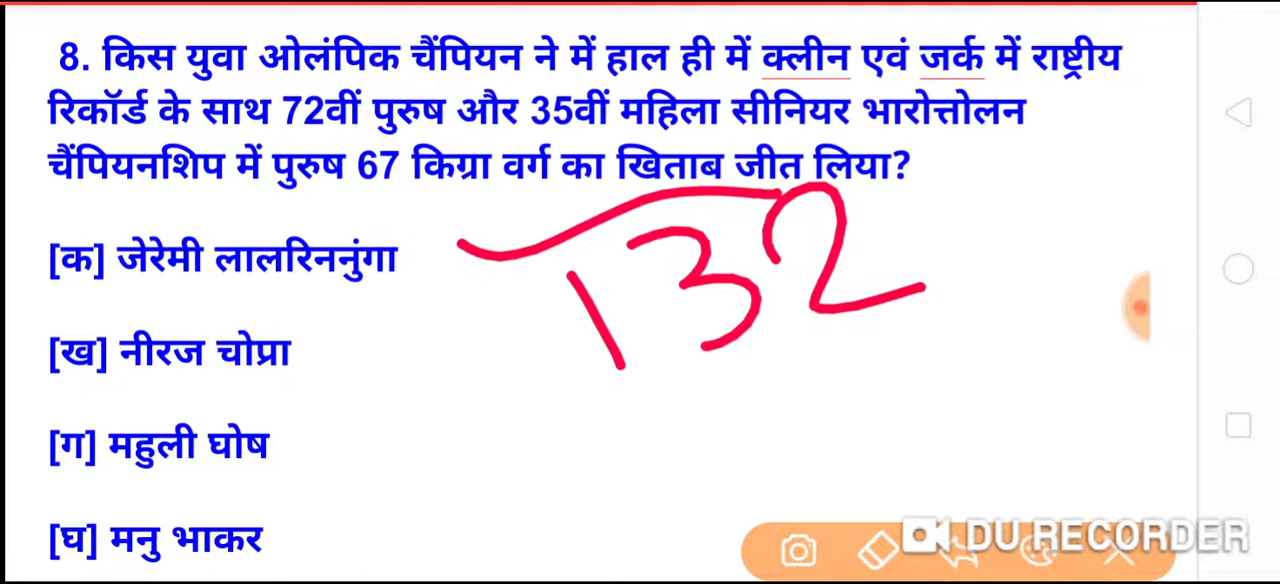 8. किस युवा ओलंपिक चैंपियन ने में हाल ही में क्लीन एवं जर्क में राष्ट्रीय
रिकॉर्ड के साथ 72वीं पुरुष और 35वीं महिला सीनियर भारोत्तोलन
चैंपियनशिप में पुरुष 67 किग्रा वर्ग का खिताब जीत लिया?
[क] जेरेमी लालरिननुंगा
132
[ख] नीरज चोप्रा
[ग] महुली घोष
[घ] मनु भाकर
DU RECORDER